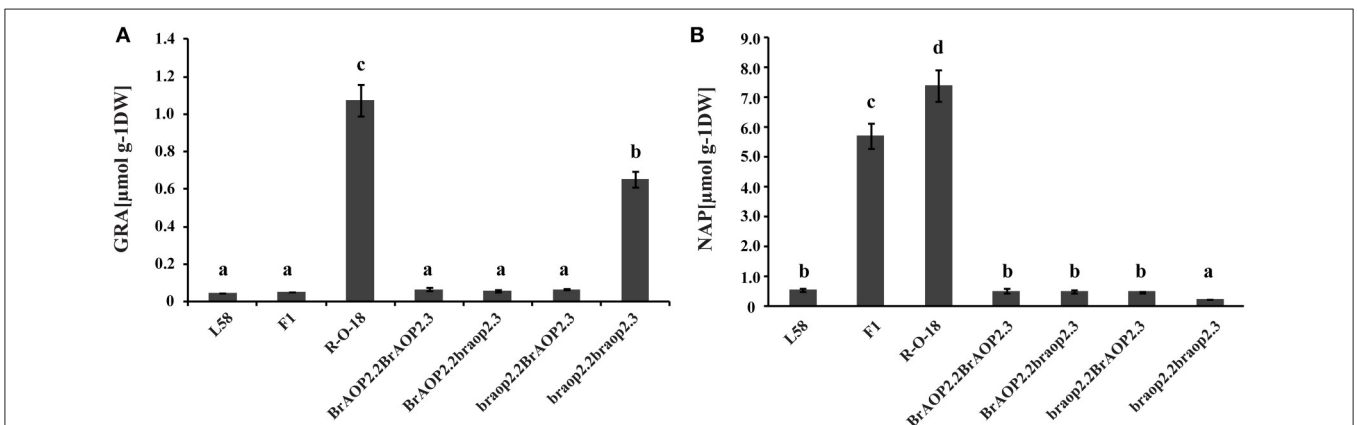 A
GRA[µmol g-1DW]
1.4
1.2
1.0
0.8
0.6
0.4
0.2
0
a
a
c
a
a
a
b
L58
F1
R-O-18
BrAOP2.2BrAOP2.3
BrAOP2.2braop2.3
braop2.2BrAOP2.3
braop2.2braop2.3
B
NAP[µmol g-1DW]
9.0
8.0
7.0
6.0
5.0
4.0
3.0
2.0
1.0
0
b
c
d
b
b
b
a
L58
F1
R-O-18
BrAOP2.2BrAOP2.3
BrAOP2.2braop2.3
braop2.2BrAOP2.3
braop2.2braop2.3